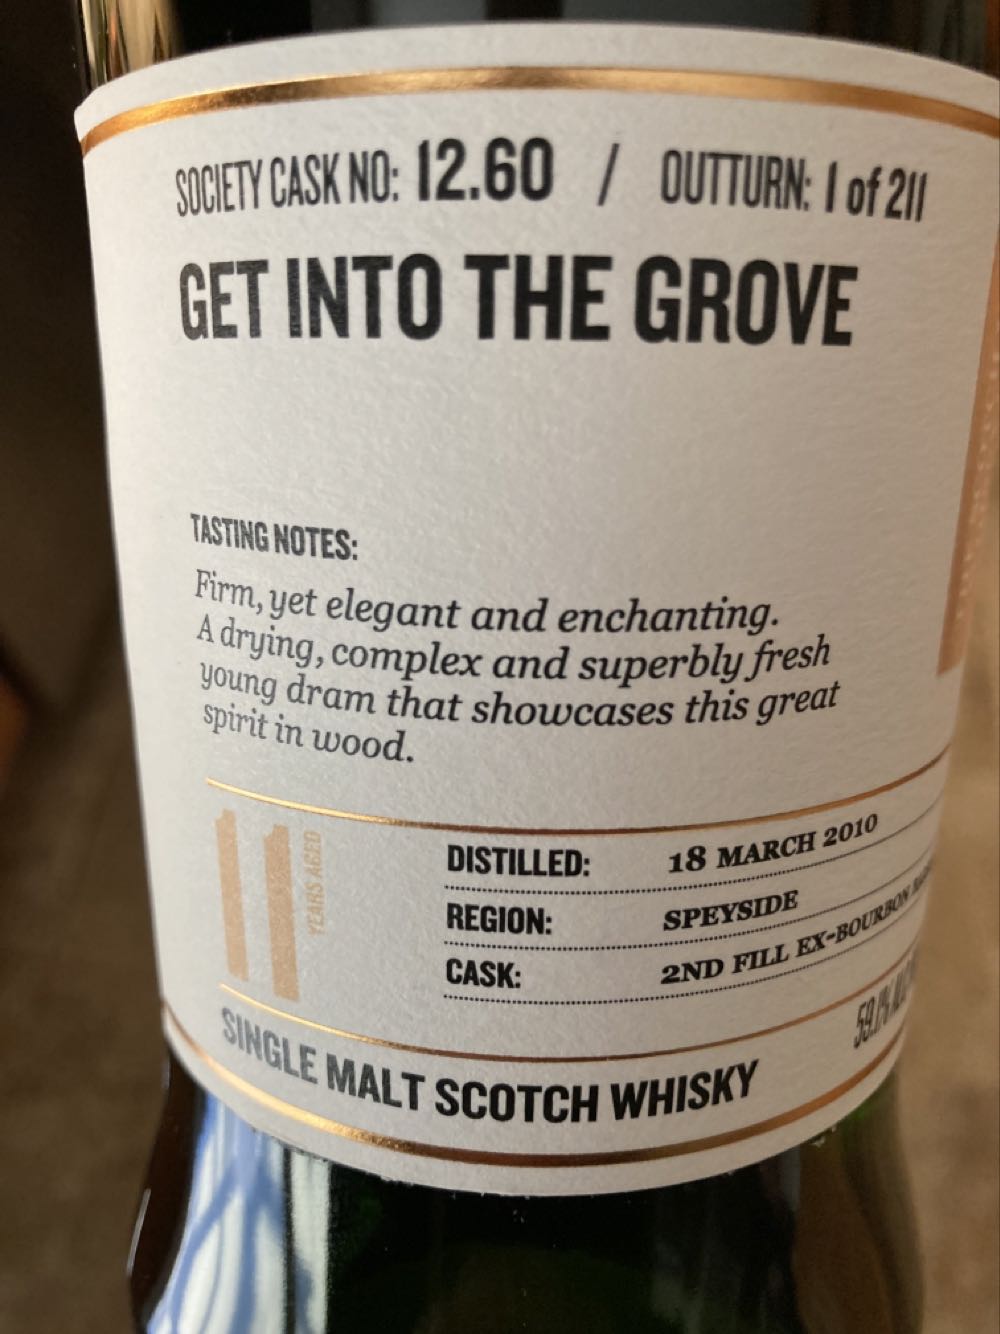 SOCIETY CASK NO: 12.60 / OUTTURN: 1 of 211
GET INTO THE GROVE
TASTING NOTES:
Firm, yet elegant and enchanting.
A drying, complex and superbly fresh
young dram that showcases this great
spirit in wood.
11 YEARS AGED
DISTILLED: 18 MARCH 2010
REGION: SPEYSIDE
CASK: 2ND FILL EX-BOURBON
59.1%
SINGLE MALT SCOTCH WHISKY